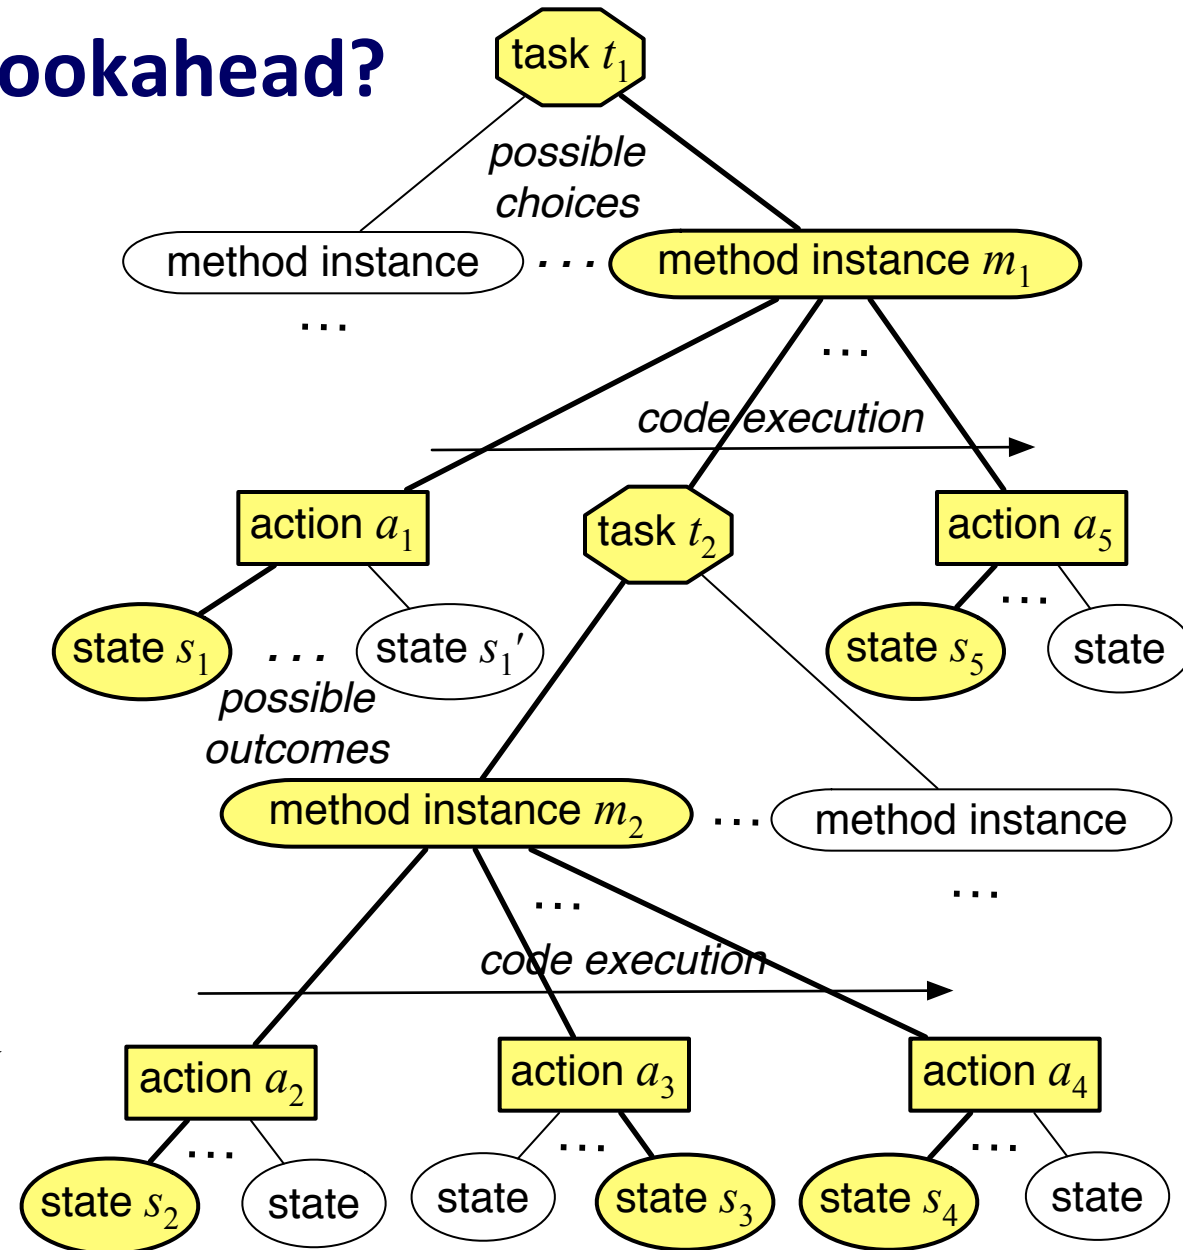 ookahead?
task t₁
possible
choices
method instance ... method instance m₁
...
...
code execution
action a₁
task t₂
action a₅
...
state s₁ ... state s₁′
state s₅
state
possible
outcomes
method instance m₂ ... method instance
...
...
code execution
action a₂
action a₃
action a₄
...
...
...
state s₂
state
state
state s₃
state s₄
state